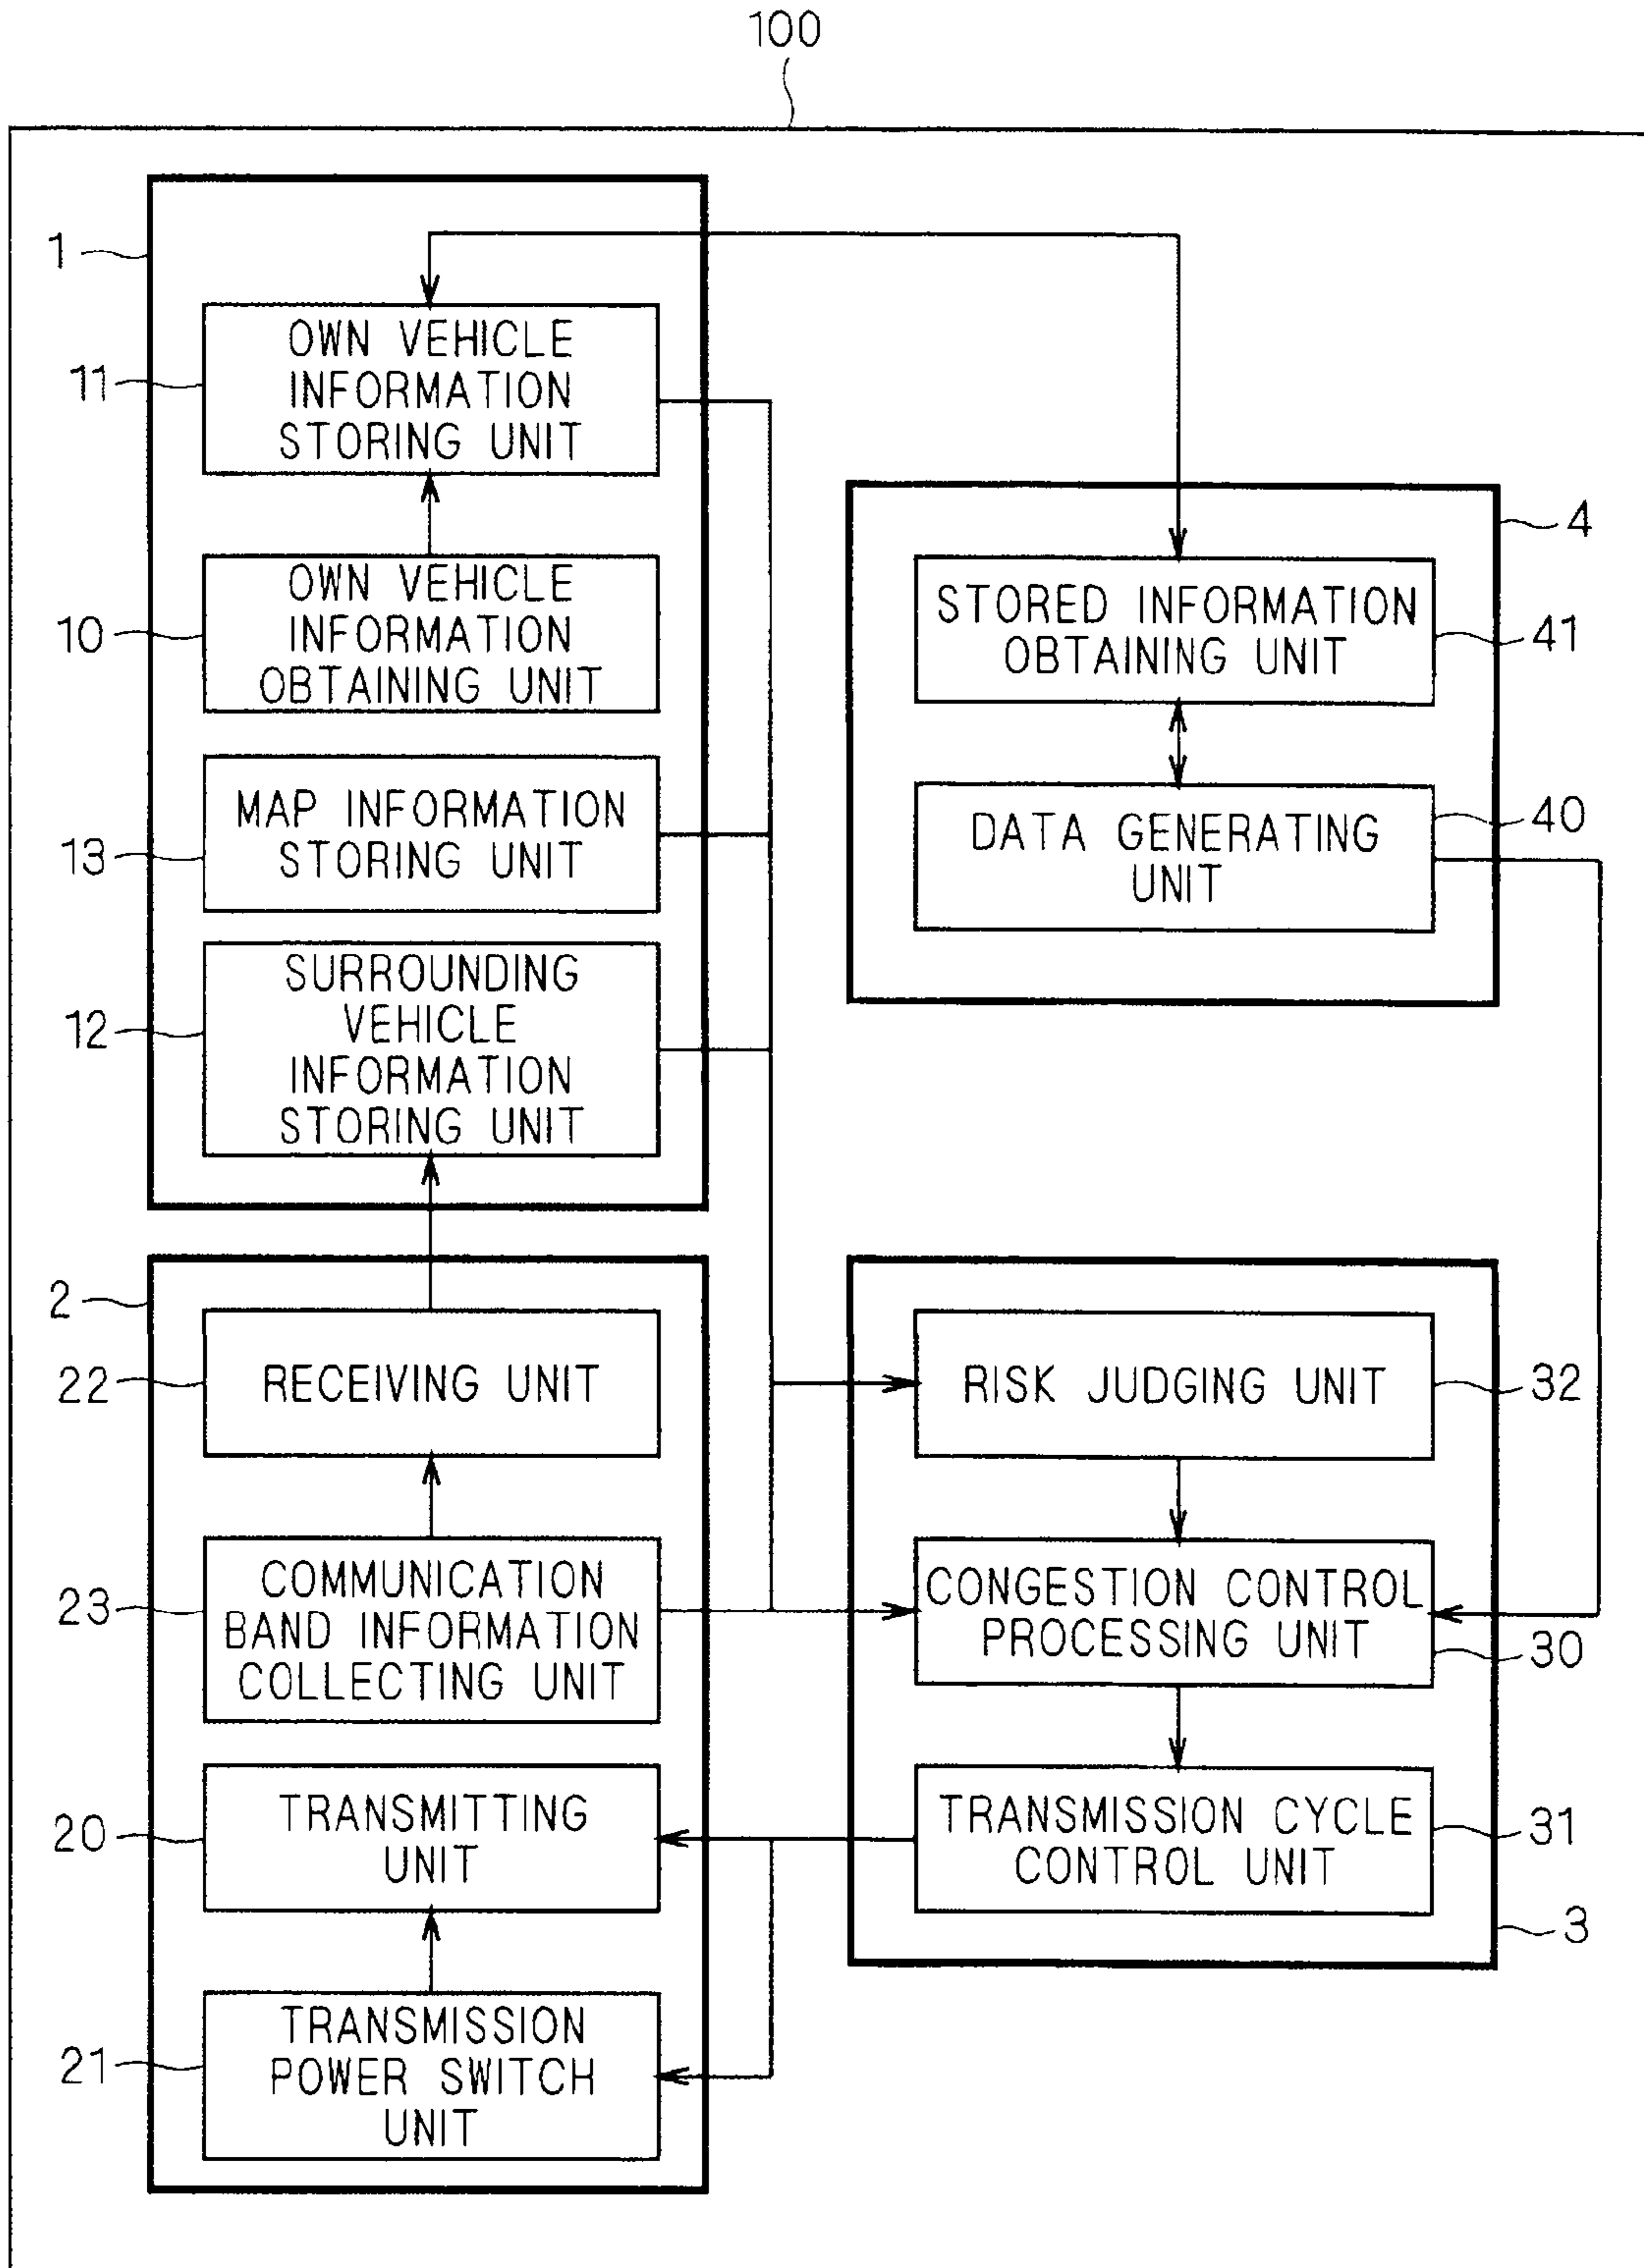 100
1
OWN VEHICLE
INFORMATION
STORING UNIT
11
OWN VEHICLE
INFORMATION
OBTAINING UNIT
10
MAP INFORMATION
STORING UNIT
13
SURROUNDING
VEHICLE
INFORMATION
STORING UNIT
12
4
STORED INFORMATION
OBTAINING UNIT
41
DATA GENERATING
UNIT
40
2
RECEIVING UNIT
22
COMMUNICATION
BAND INFORMATION
COLLECTING UNIT
23
TRANSMITTING
UNIT
20
TRANSMISSION
POWER SWITCH
UNIT
21
RISK JUDGING UNIT
32
CONGESTION CONTROL
PROCESSING UNIT
30
TRANSMISSION CYCLE
CONTROL UNIT
31
3